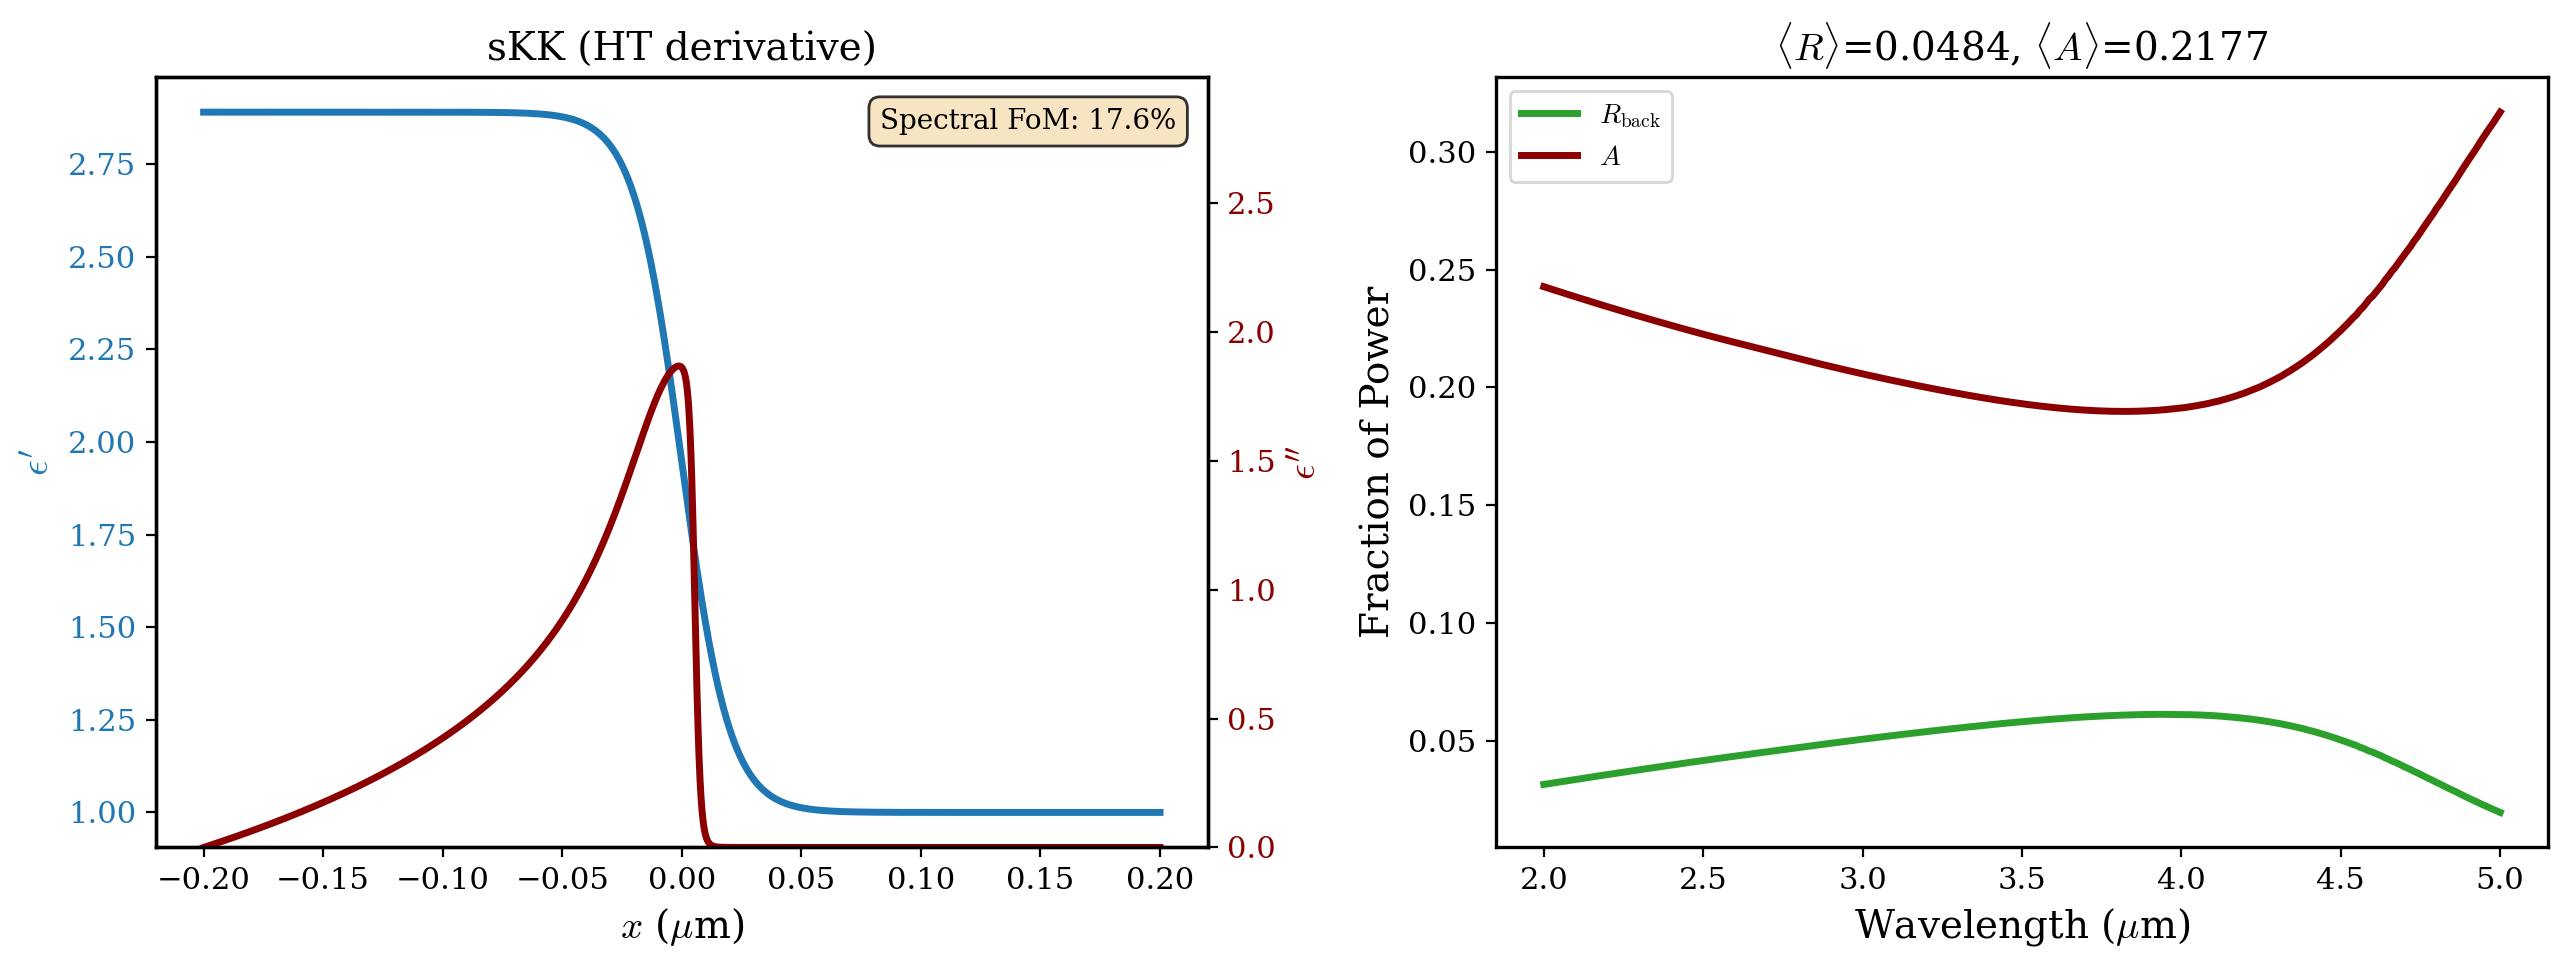 sKK (HT derivative)
Spectral FoM: 17.6%
ϵ′
2.75
2.50
2.25
2.00
1.75
1.50
1.25
1.00
2.5
2.0
1.5
1.0
0.5
0.0
ϵ″
−0.20 −0.15 −0.10 −0.05 0.00 0.05 0.10 0.15 0.20
x (μm)
⟨R⟩=0.0484, ⟨A⟩=0.2177
R_back
A
Fraction of Power
0.30
0.25
0.20
0.15
0.10
0.05
2.0 2.5 3.0 3.5 4.0 4.5 5.0
Wavelength (μm)